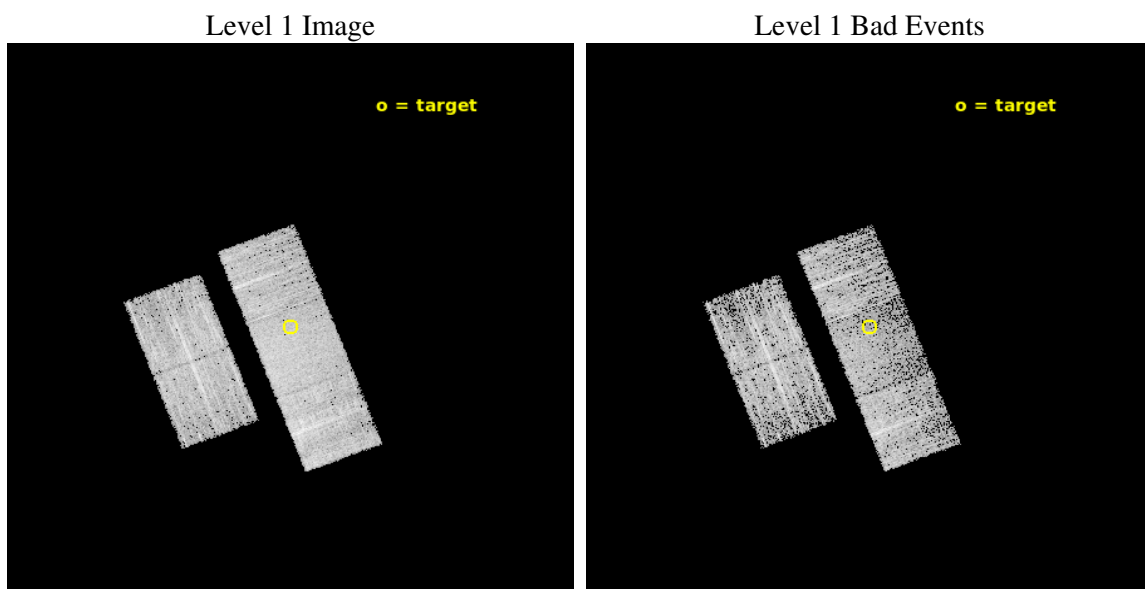 Level 1 Image
Level 1 Bad Events
o = target
o = target